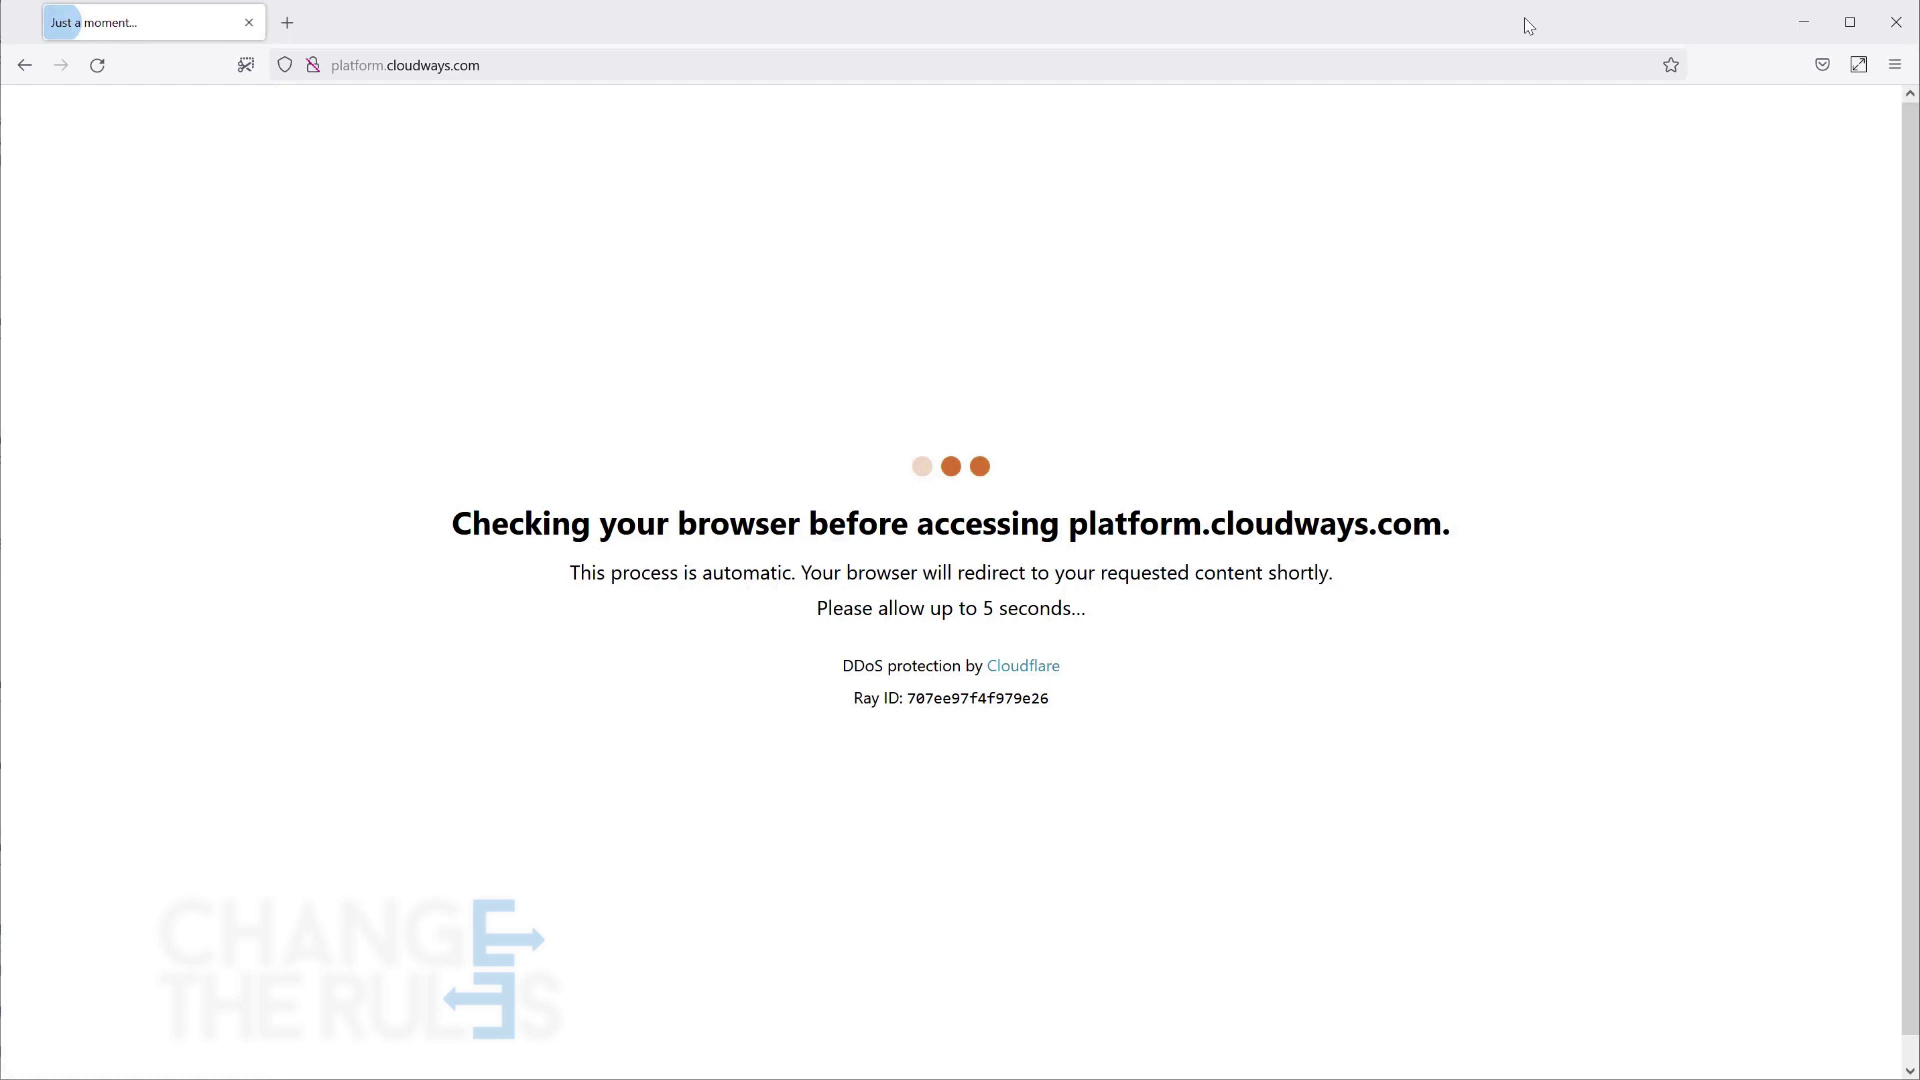 Just a moment...
platform.cloudways.com
Checking your browser before accessing platform.cloudways.com.
This process is automatic. Your browser will redirect to your requested content shortly.
Please allow up to 5 seconds...
DDoS protection by Cloudflare
Ray ID: 707ee97f4f979e26
CHANGE
THE RULES